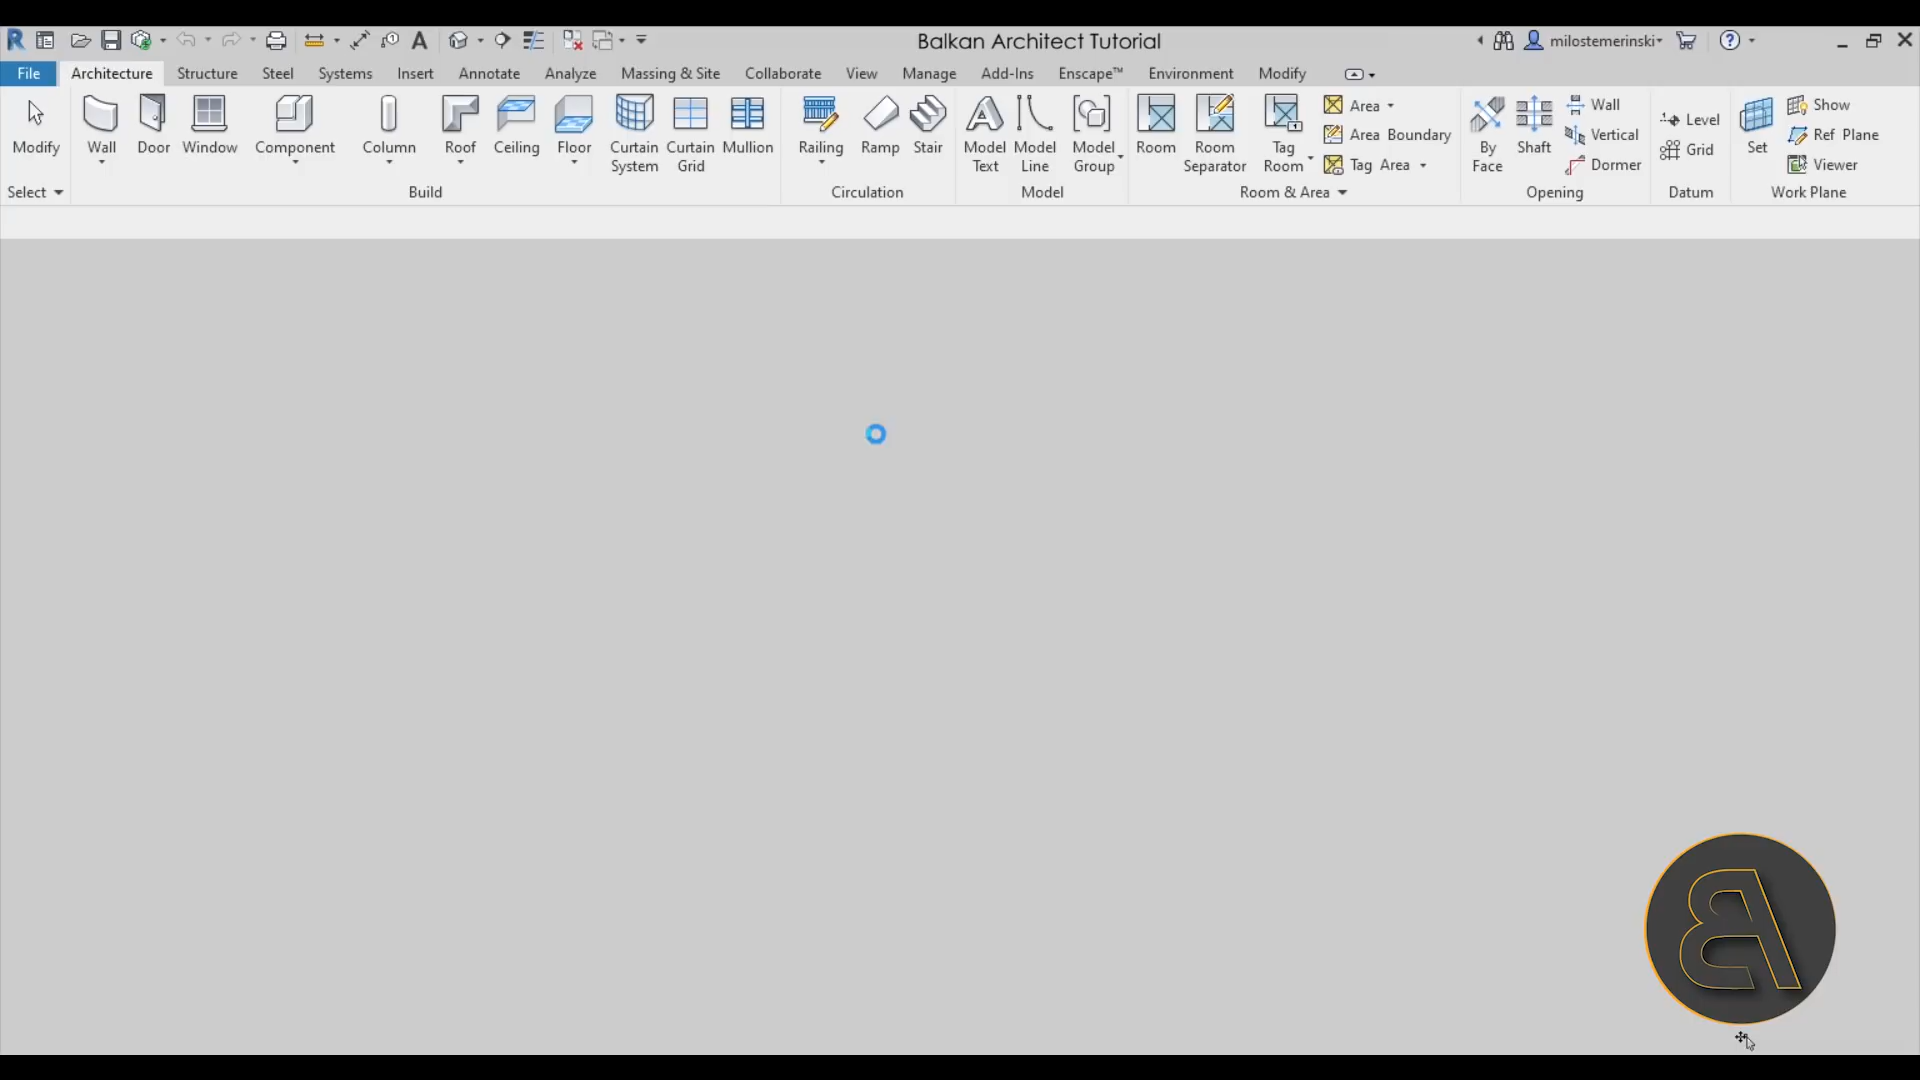 Balkan Architect Tutorial
milostemerinski
File Architecture Structure Steel Systems Insert Annotate Analyze Massing & Site Collaborate View Manage Add-Ins Enscape™ Environment Modify
Modify
Select
Wall
Door
Window
Component
Column
Roof
Ceiling
Floor
Curtain
System
Curtain
Grid
Mullion
Build
Railing
Ramp
Stair
Circulation
Model
Text
Model
Line
Model
Group
Model
Room
Room
Separator
Tag
Room
Area
Area Boundary
Tag Area
Room & Area
By
Face
Shaft
Wall
Vertical
Dormer
Opening
Level
Grid
Datum
Set
Show
Ref Plane
Viewer
Work Plane